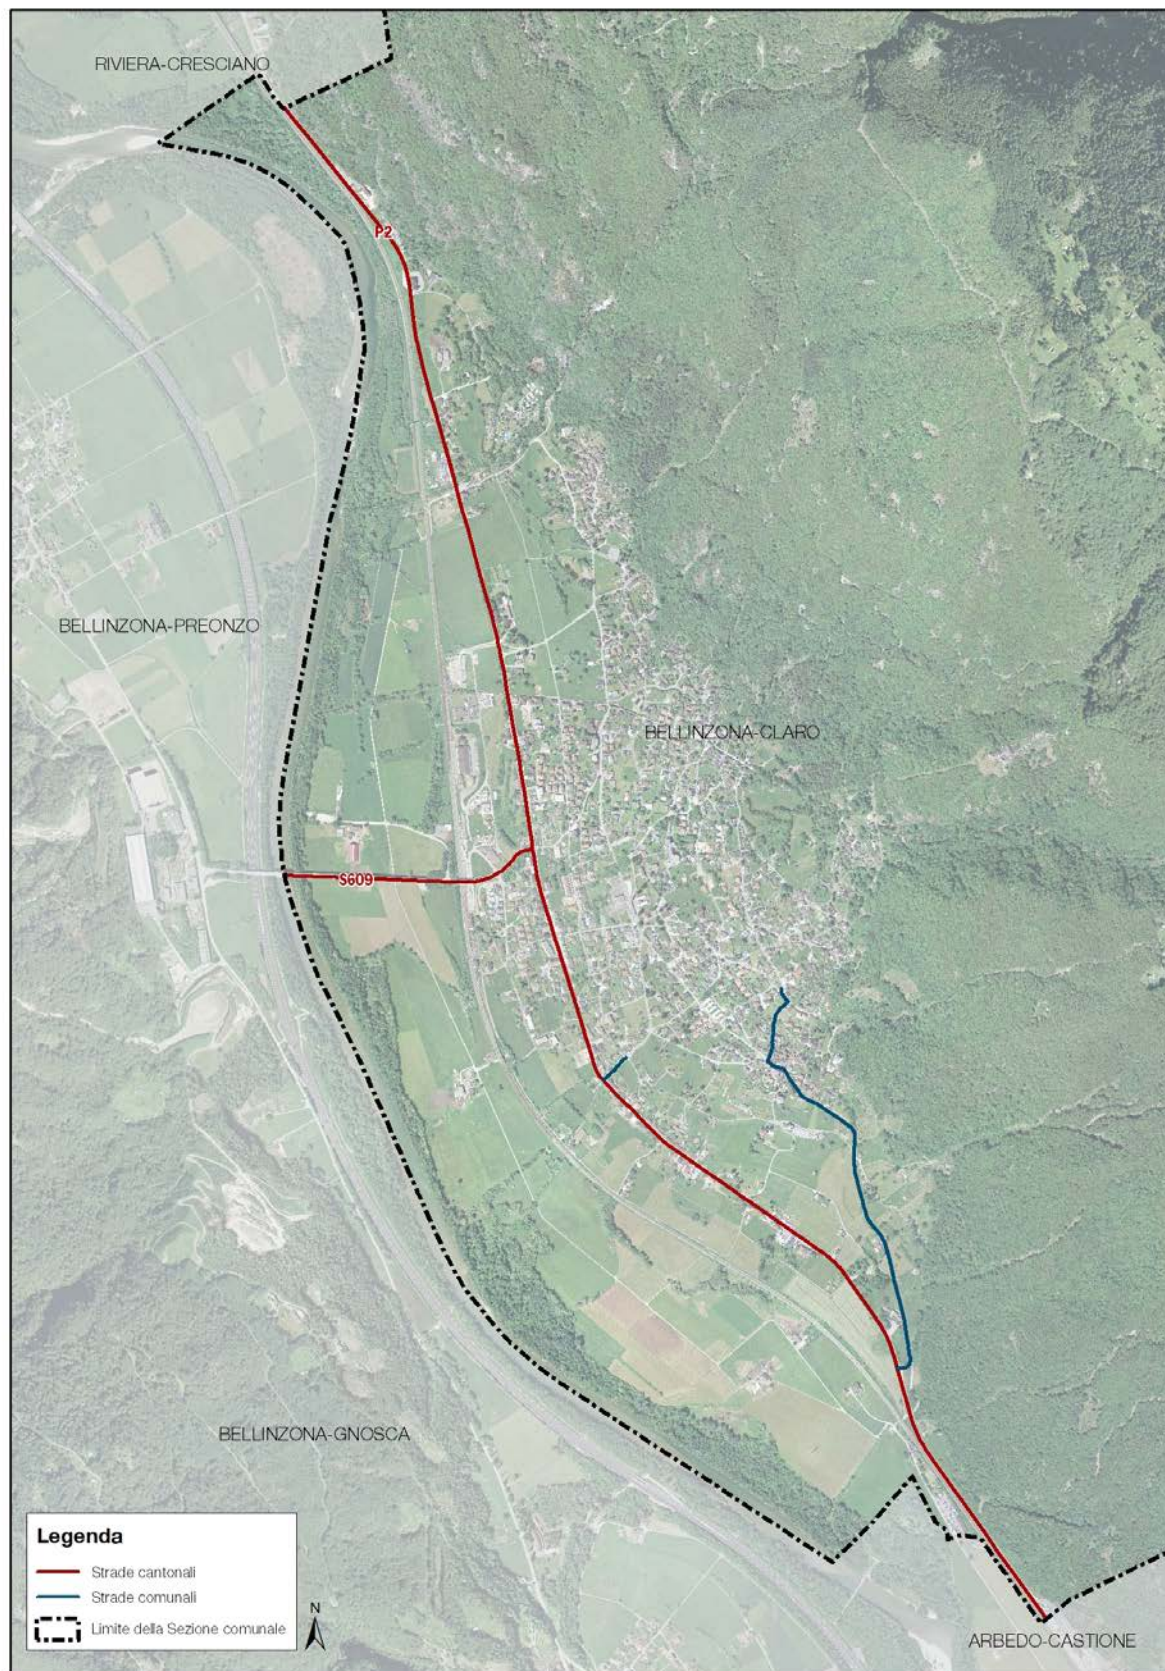 RIVIERA-CRESCIANO
P2
BELLINZONA-PREONZO
BELLINZONA-CLARO
S609
BELLINZONA-GNOSCA
Legenda
Strade cantonali
Strade comunali
Limite della Sezione comunale
N
ARBEDO-CASTIONE